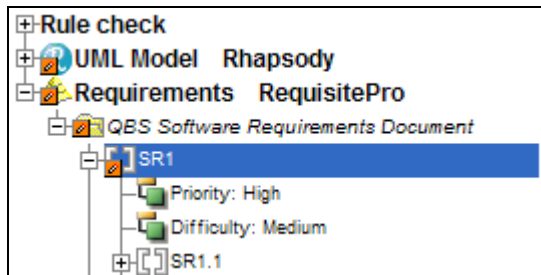 Rule check
UML Model Rhapsody
Requirements RequisitePro
QBS Software Requirements Document
SR1
Priority: High
Difficulty: Medium
SR1.1